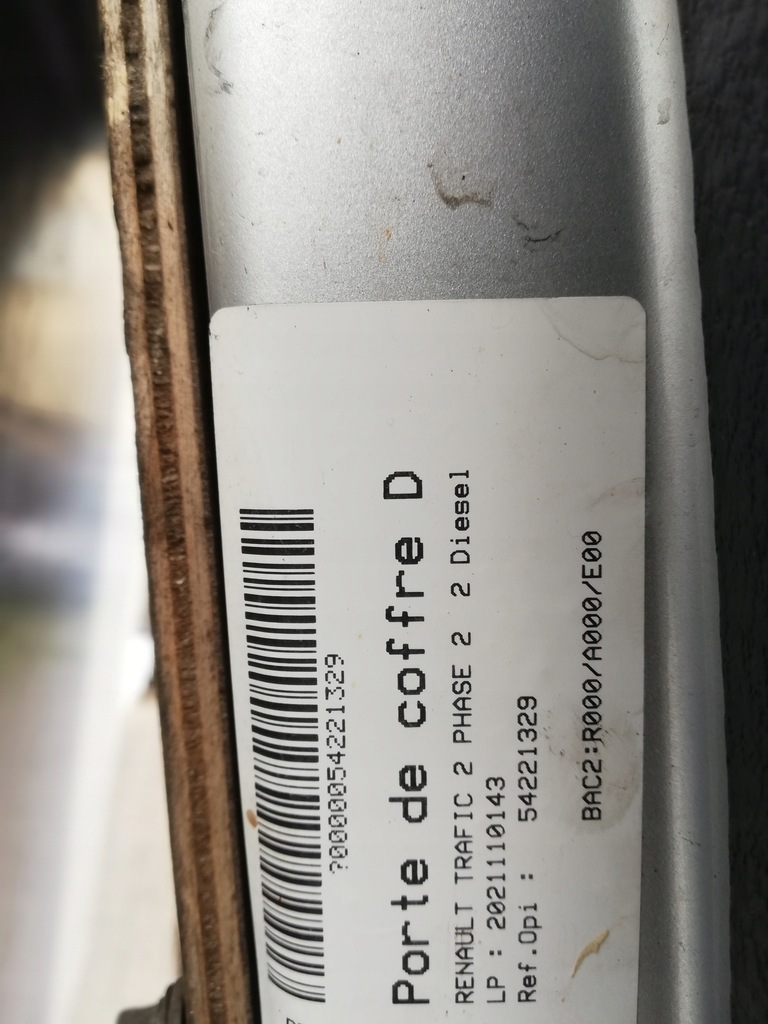 ?0000054221329
Porte de coffre D
RENAULT TRAFIC 2 PHASE 2 2 Diesel
LP : 2021110143
Ref.Opi : 54221329
BAC2:R000/A000/E00